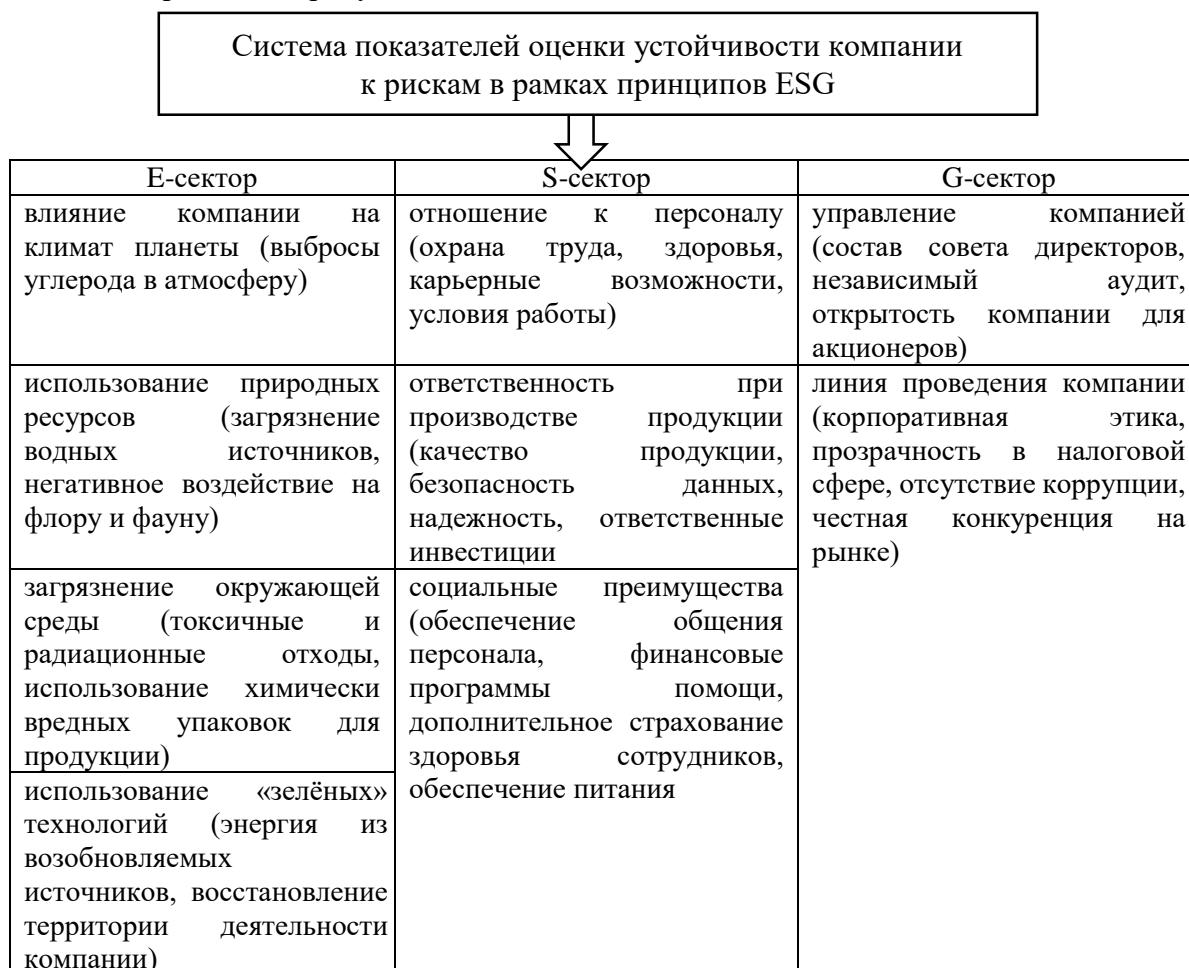 Система показателей оценки устойчивости компании
к рискам в рамках принципов ESG
E-сектор
S-сектор
G-сектор
влияние компании на
климат планеты (выбросы
углерода в атмосферу)
отношение к персоналу
(охрана труда, здоровья,
карьерные возможности,
условия работы)
управление компанией
(состав совета директоров,
независимый аудит,
открытость компании для
акционеров)
использование природных
ресурсов (загрязнение
водных источников,
негативное воздействие на
флору и фауну)
ответственность при
производстве продукции
(качество продукции,
безопасность данных,
надежность, ответственные
инвестиции
линия проведения компании
(корпоративная этика,
прозрачность в налоговой
сфере, отсутствие коррупции,
честная конкуренция на
рынке)
загрязнение окружающей
среды (токсичные и
радиационные отходы,
использование химически
вредных упаковок для
продукции)
социальные преимущества
(обеспечение общения
персонала, финансовые
программы помощи,
дополнительное страхование
здоровья сотрудников,
обеспечение питания
использование «зелёных»
технологий (энергия из
возобновляемых
источников, восстановление
территории деятельности
компании)